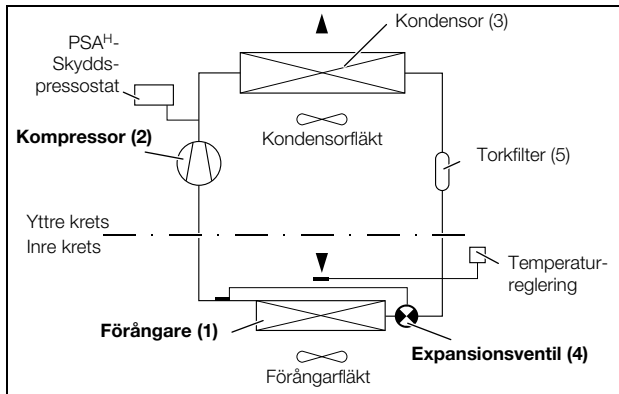 Kondensor (3)
PSAᴴ-
Skydds-
pressostat
Kondensorfläkt
Kompressor (2)
Torkfilter (5)
Yttre krets
Inre krets
Temperatur-
reglering
Förångare (1)
Expansionsventil (4)
Förångarfläkt